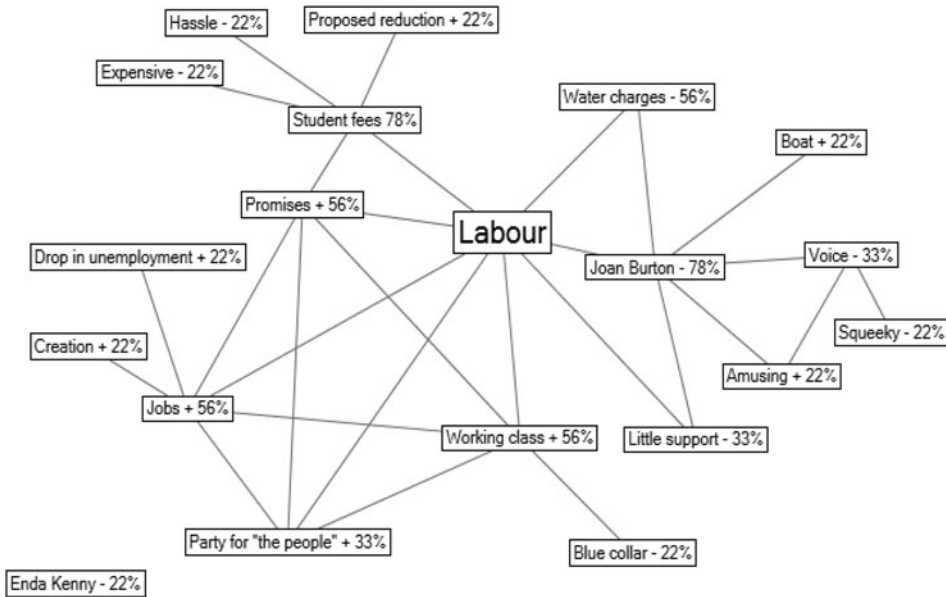 Hassle - 22%
Proposed reduction + 22%
Expensive - 22%
Student fees 78%
Water charges - 56%
Boat + 22%
Promises + 56%
Labour
Drop in unemployment + 22%
Joan Burton - 78%
Voice - 33%
Squeeky - 22%
Creation + 22%
Amusing + 22%
Jobs + 56%
Working class + 56%
Little support - 33%
Party for "the people" + 33%
Blue collar - 22%
Enda Kenny - 22%